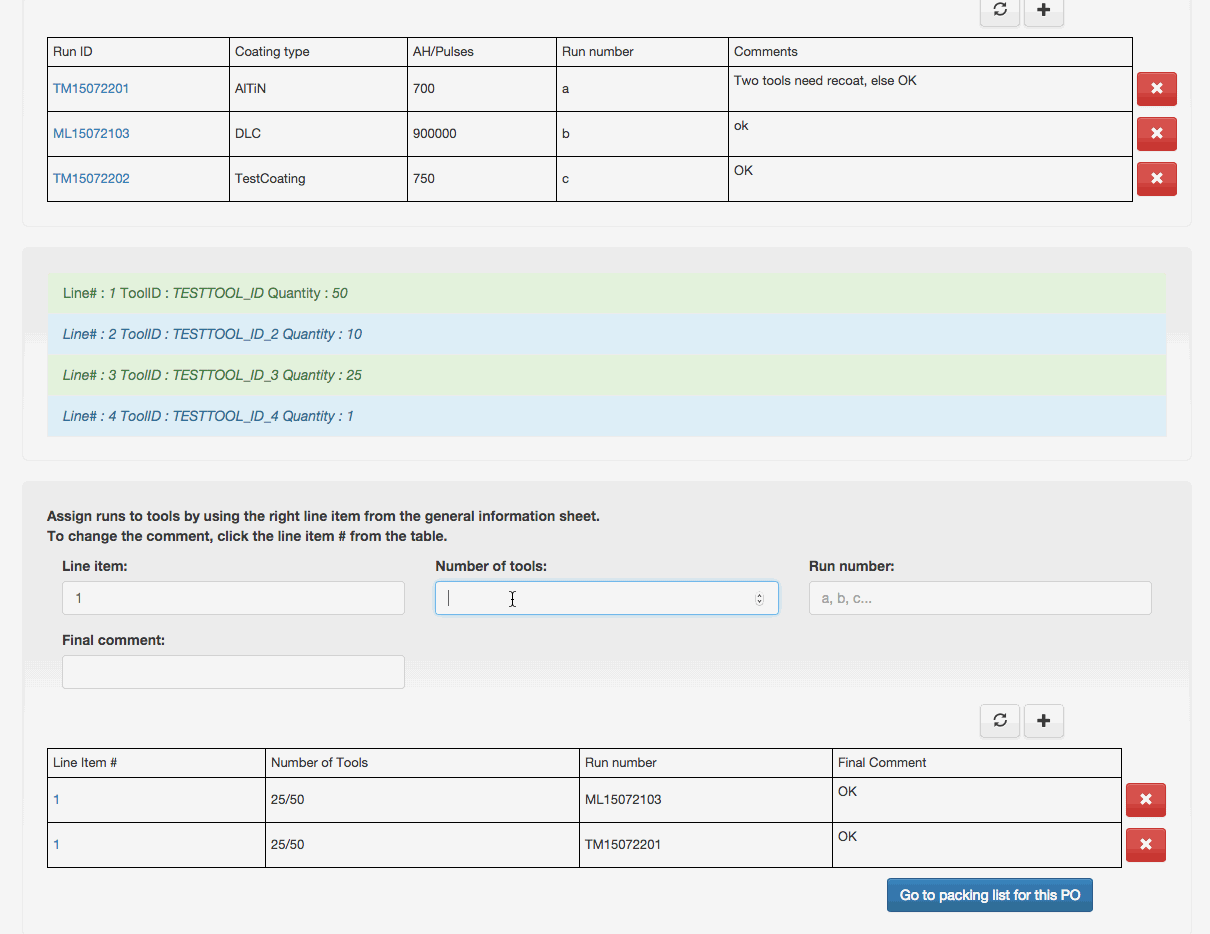 Run ID Coating type AH/Pulses Run number Comments
TM15072201 AlTiN 700 a Two tools need recoat, else OK
ML15072103 DLC 900000 b ok
TM15072202 TestCoating 750 c OK
Line# : 1 ToolID : TESTTOOL_ID Quantity : 50
Line# : 2 ToolID : TESTTOOL_ID_2 Quantity : 10
Line# : 3 ToolID : TESTTOOL_ID_3 Quantity : 25
Line# : 4 ToolID : TESTTOOL_ID_4 Quantity : 1
Assign runs to tools by using the right line item from the general information sheet.
To change the comment, click the line item # from the table.
Line item: Number of tools: Run number:
1 a, b, c...
Final comment:
Line Item # Number of Tools Run number Final Comment
1 25/50 ML15072103 OK
1 25/50 TM15072201 OK
Go to packing list for this PO